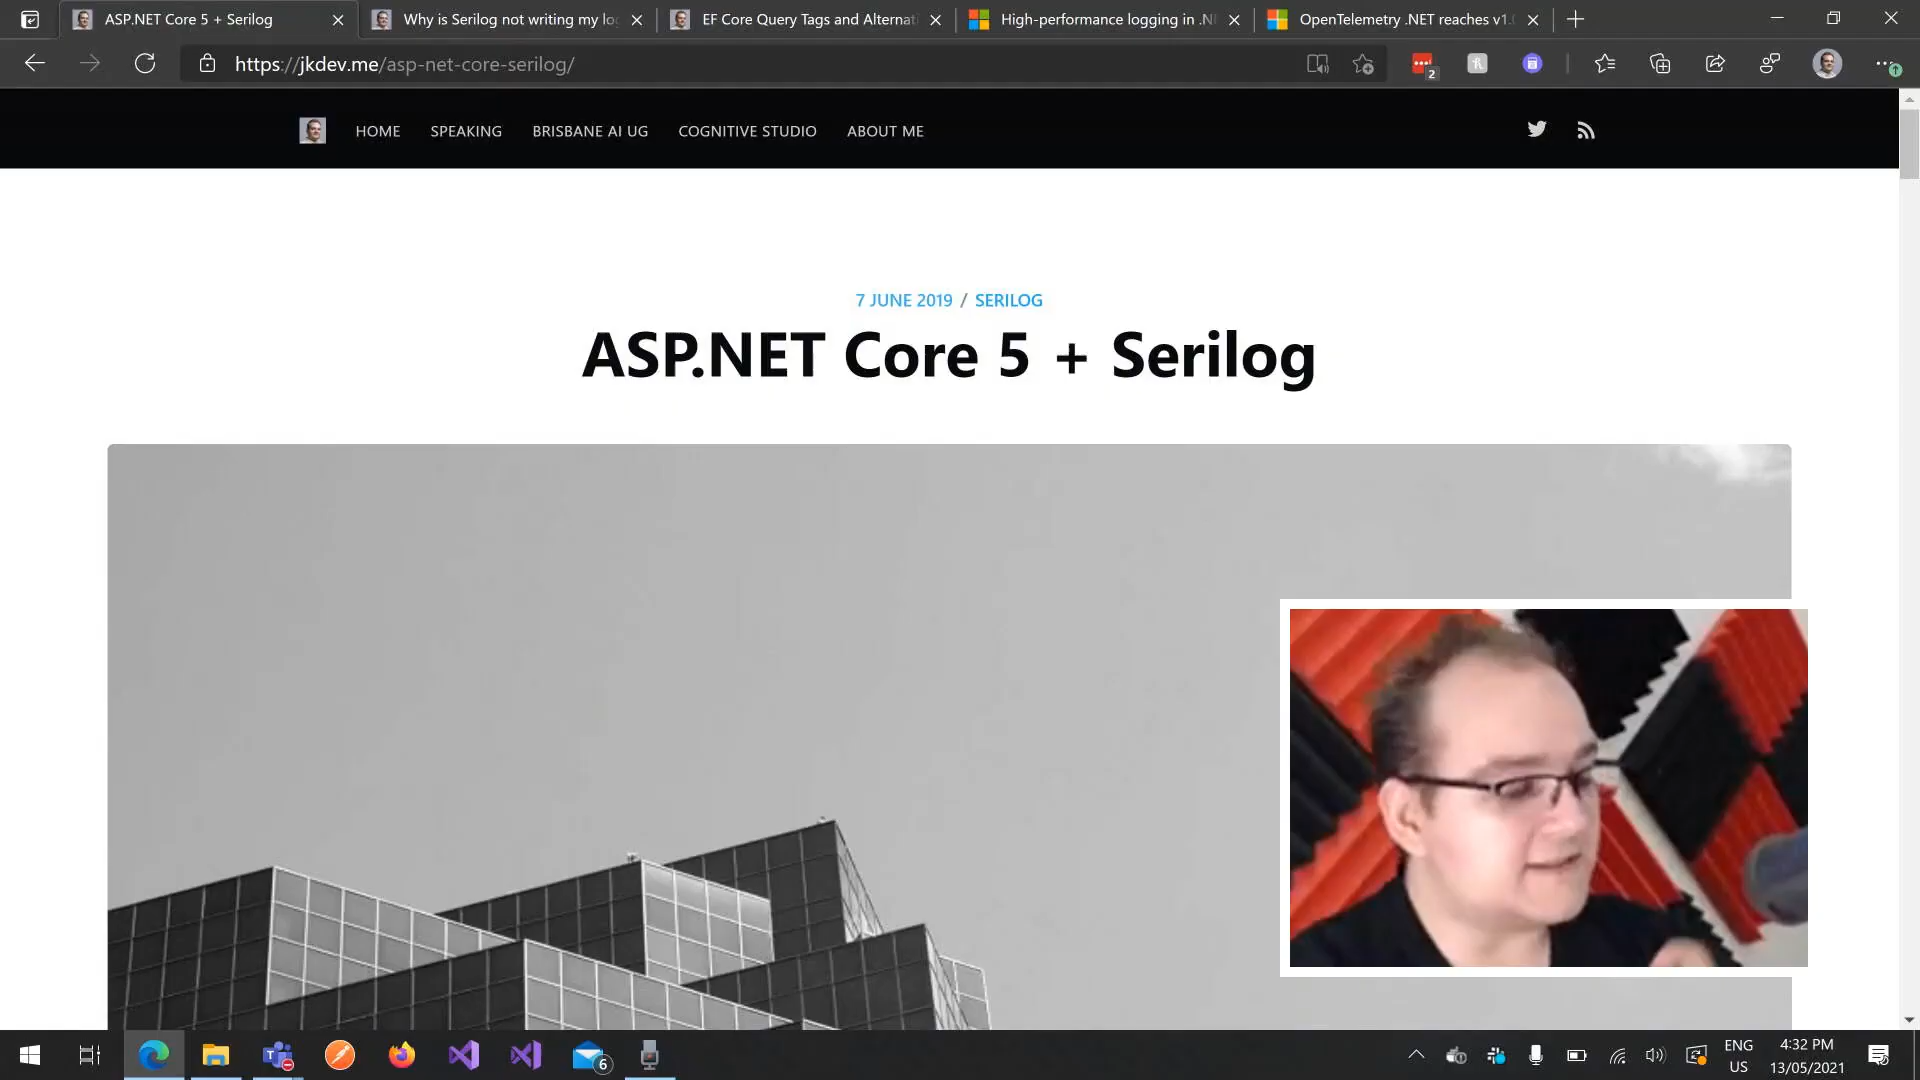 ASP.NET Core 5 + Serilog
Why is Serilog not writing my lo
EF Core Query Tags and Alternat
High-performance logging in .N
OpenTelemetry .NET reaches v1.
https://jkdev.me/asp-net-core-serilog/
2
HOME
SPEAKING
BRISBANE AI UG
COGNITIVE STUDIO
ABOUT ME
7 JUNE 2019 / SERILOG
ASP.NET Core 5 + Serilog
6
ENG
US
4:32 PM
13/05/2021